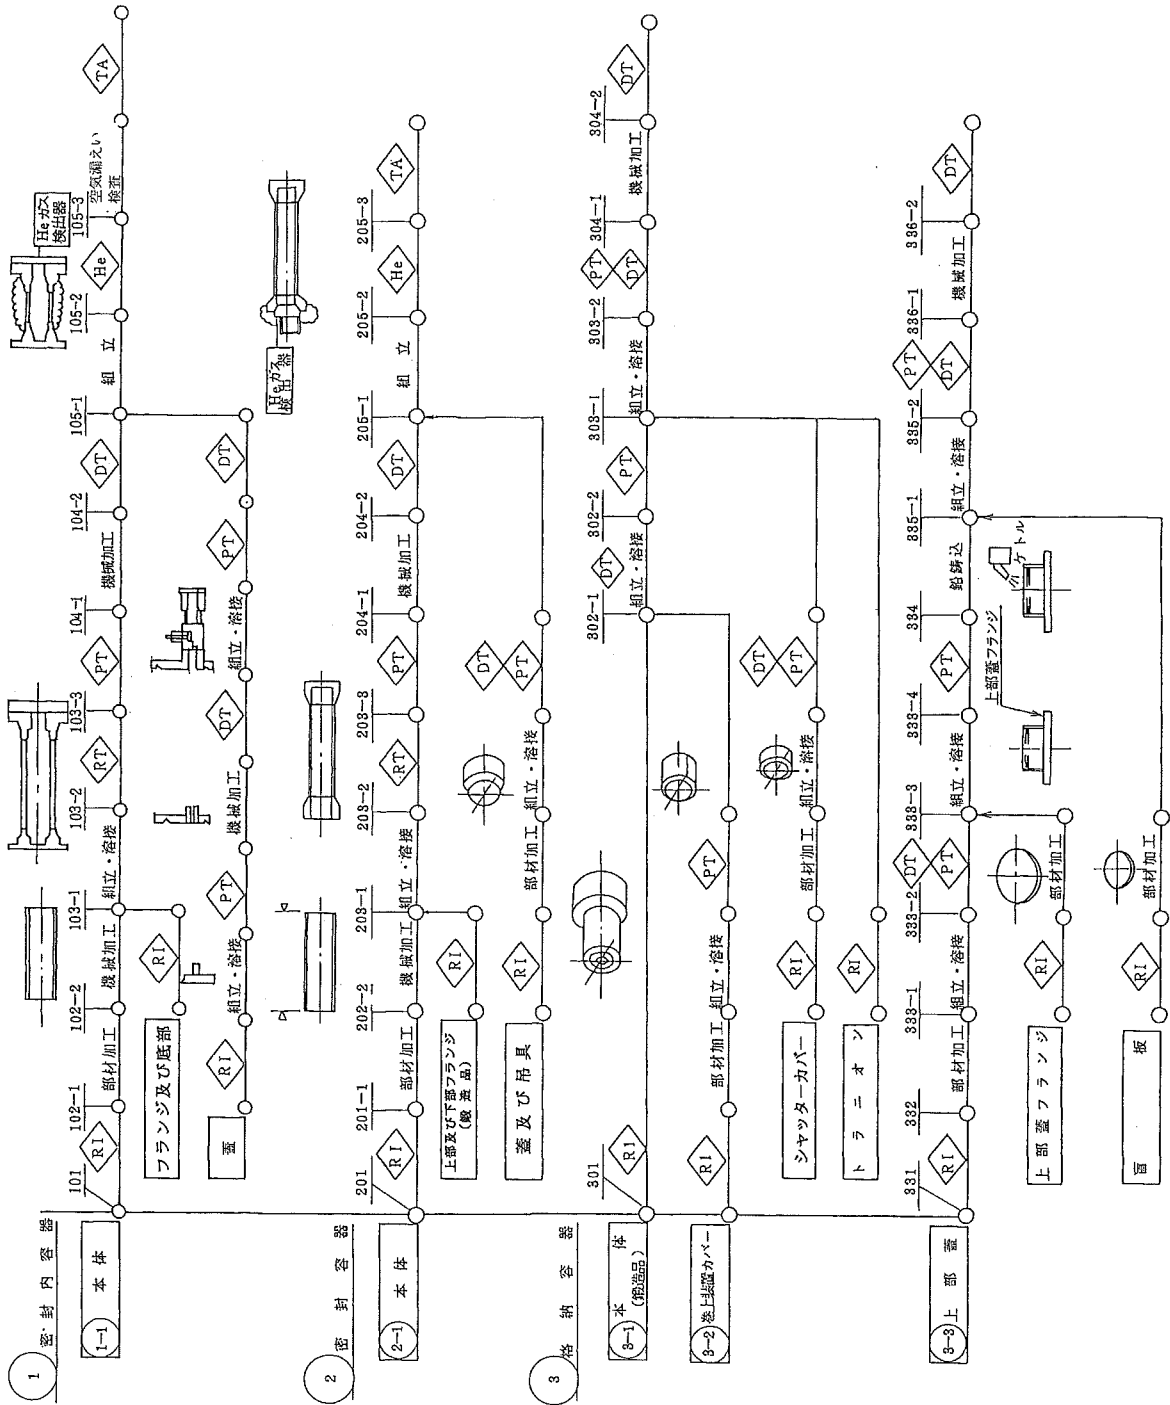 1 密封内容器
1-1 本体
101
RI
102-1
部材加工
102-2
機械加工
103-1
組立・溶接
103-2
RT
103-3
PT
104-1
機械加工
104-2
DT
105-1
組立
105-2
He
Heガス
検出器
105-3
空気漏えい
検査
TA
フランジ及び底部
RI
蓋
RI
組立・溶接
PT
機械加工
DT
組立・溶接
PT
DT
2 密封容器
2-1 本体
201
RI
201-1
部材加工
202-2
機械加工
203-1
組立・溶接
203-2
RT
203-3
PT
204-1
機械加工
204-2
DT
205-1
組立
205-2
He
205-3
TA
Heガス
検出器
上部及び下部フランジ
(鍛造品)
RI
蓋及び吊具
RI
部材加工
組立・溶接
DT
PT
3 格納容器
3-1 本体
(鍛造品)
301
RI
302-1
DT
組立・溶接
302-2
PT
303-1
組立・溶接
303-2
PT
DT
304-1
機械加工
304-2
DT
3-2 巻上装置カバー
RI
部材加工
組立・溶接
PT
シャッターカバー
RI
部材加工
組立・溶接
DT
PT
トラニオン
RI
3-3 上部蓋
331
RI
332
部材加工
333-1
組立・溶接
333-2
DT
PT
333-3
組立・溶接
333-4
PT
334
鉛鋳込
335-1
組立・溶接
335-2
PT
DT
336-1
機械加工
336-2
DT
上部蓋フランジ
RI
部材加工
上部蓋フランジ
ケトル
盲板
RI
部材加工